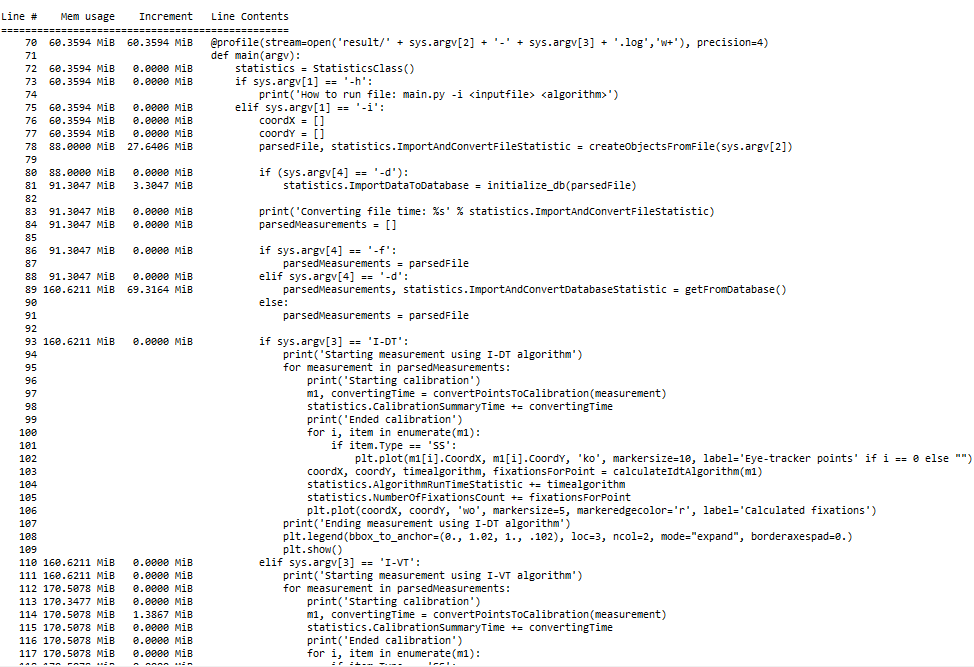 Line #    Mem usage    Increment   Line Contents
================================================
    70  60.3594 MiB  60.3594 MiB   @profile(stream=open('result/' + sys.argv[2] + '-' + sys.argv[3] + '.log','w+'), precision=4)
    71                             def main(argv):
    72  60.3594 MiB   0.0000 MiB       statistics = StatisticsClass()
    73  60.3594 MiB   0.0000 MiB       if sys.argv[1] == '-h':
    74                                     print('How to run file: main.py -i <inputfile> <algorithm>')
    75  60.3594 MiB   0.0000 MiB       elif sys.argv[1] == '-i':
    76  60.3594 MiB   0.0000 MiB           coordX = []
    77  60.3594 MiB   0.0000 MiB           coordY = []
    78  88.0000 MiB  27.6406 MiB           parsedFile, statistics.ImportAndConvertFileStatistic = createObjectsFromFile(sys.argv[2])
    79
    80  88.0000 MiB   0.0000 MiB           if (sys.argv[4] == '-d'):
    81  91.3047 MiB   3.3047 MiB               statistics.ImportDataToDatabase = initialize_db(parsedFile)
    82
    83  91.3047 MiB   0.0000 MiB           print('Converting file time: %s' % statistics.ImportAndConvertFileStatistic)
    84  91.3047 MiB   0.0000 MiB           parsedMeasurements = []
    85
    86  91.3047 MiB   0.0000 MiB           if sys.argv[4] == '-f':
    87                                         parsedMeasurements = parsedFile
    88  91.3047 MiB   0.0000 MiB           elif sys.argv[4] == '-d':
    89 160.6211 MiB  69.3164 MiB               parsedMeasurements, statistics.ImportAndConvertDatabaseStatistic = getFromDatabase()
    90                                     else:
    91                                         parsedMeasurements = parsedFile
    92
    93 160.6211 MiB   0.0000 MiB           if sys.argv[3] == 'I-DT':
    94                                         print('Starting measurement using I-DT algorithm')
    95                                         for measurement in parsedMeasurements:
    96                                             print('Starting calibration')
    97                                             m1, convertingTime = convertPointsToCalibration(measurement)
    98                                             statistics.CalibrationSummaryTime += convertingTime
    99                                             print('Ended calibration')
   100                                             for i, item in enumerate(m1):
   101                                                 if item.Type == 'SS':
   102                                                     plt.plot(m1[i].CoordX, m1[i].CoordY, 'ko', markersize=10, label='Eye-tracker points' if i == 0 else "")
   103                                             coordX, coordY, timealgorithm, fixationsForPoint = calculateIdtAlgorithm(m1)
   104                                             statistics.AlgorithmRunTimeStatistic += timealgorithm
   105                                             statistics.NumberOfFixationsCount += fixationsForPoint
   106                                             plt.plot(coordX, coordY, 'wo', markersize=5, markeredgecolor='r', label='Calculated fixations')
   107                                         print('Ending measurement using I-DT algorithm')
   108                                         plt.legend(bbox_to_anchor=(0., 1.02, 1., .102), loc=3, ncol=2, mode="expand", borderaxespad=0.)
   109                                         plt.show()
   110 160.6211 MiB   0.0000 MiB           elif sys.argv[3] == 'I-VT':
   111 160.6211 MiB   0.0000 MiB               print('Starting measurement using I-VT algorithm')
   112 170.5078 MiB   0.0000 MiB               for measurement in parsedMeasurements:
   113 170.3477 MiB   0.0000 MiB                   print('Starting calibration')
   114 170.5078 MiB   1.3867 MiB                   m1, convertingTime = convertPointsToCalibration(measurement)
   115 170.5078 MiB   0.0000 MiB                   statistics.CalibrationSummaryTime += convertingTime
   116 170.5078 MiB   0.0000 MiB                   print('Ended calibration')
   117 170.5078 MiB   0.0000 MiB                   for i, item in enumerate(m1):